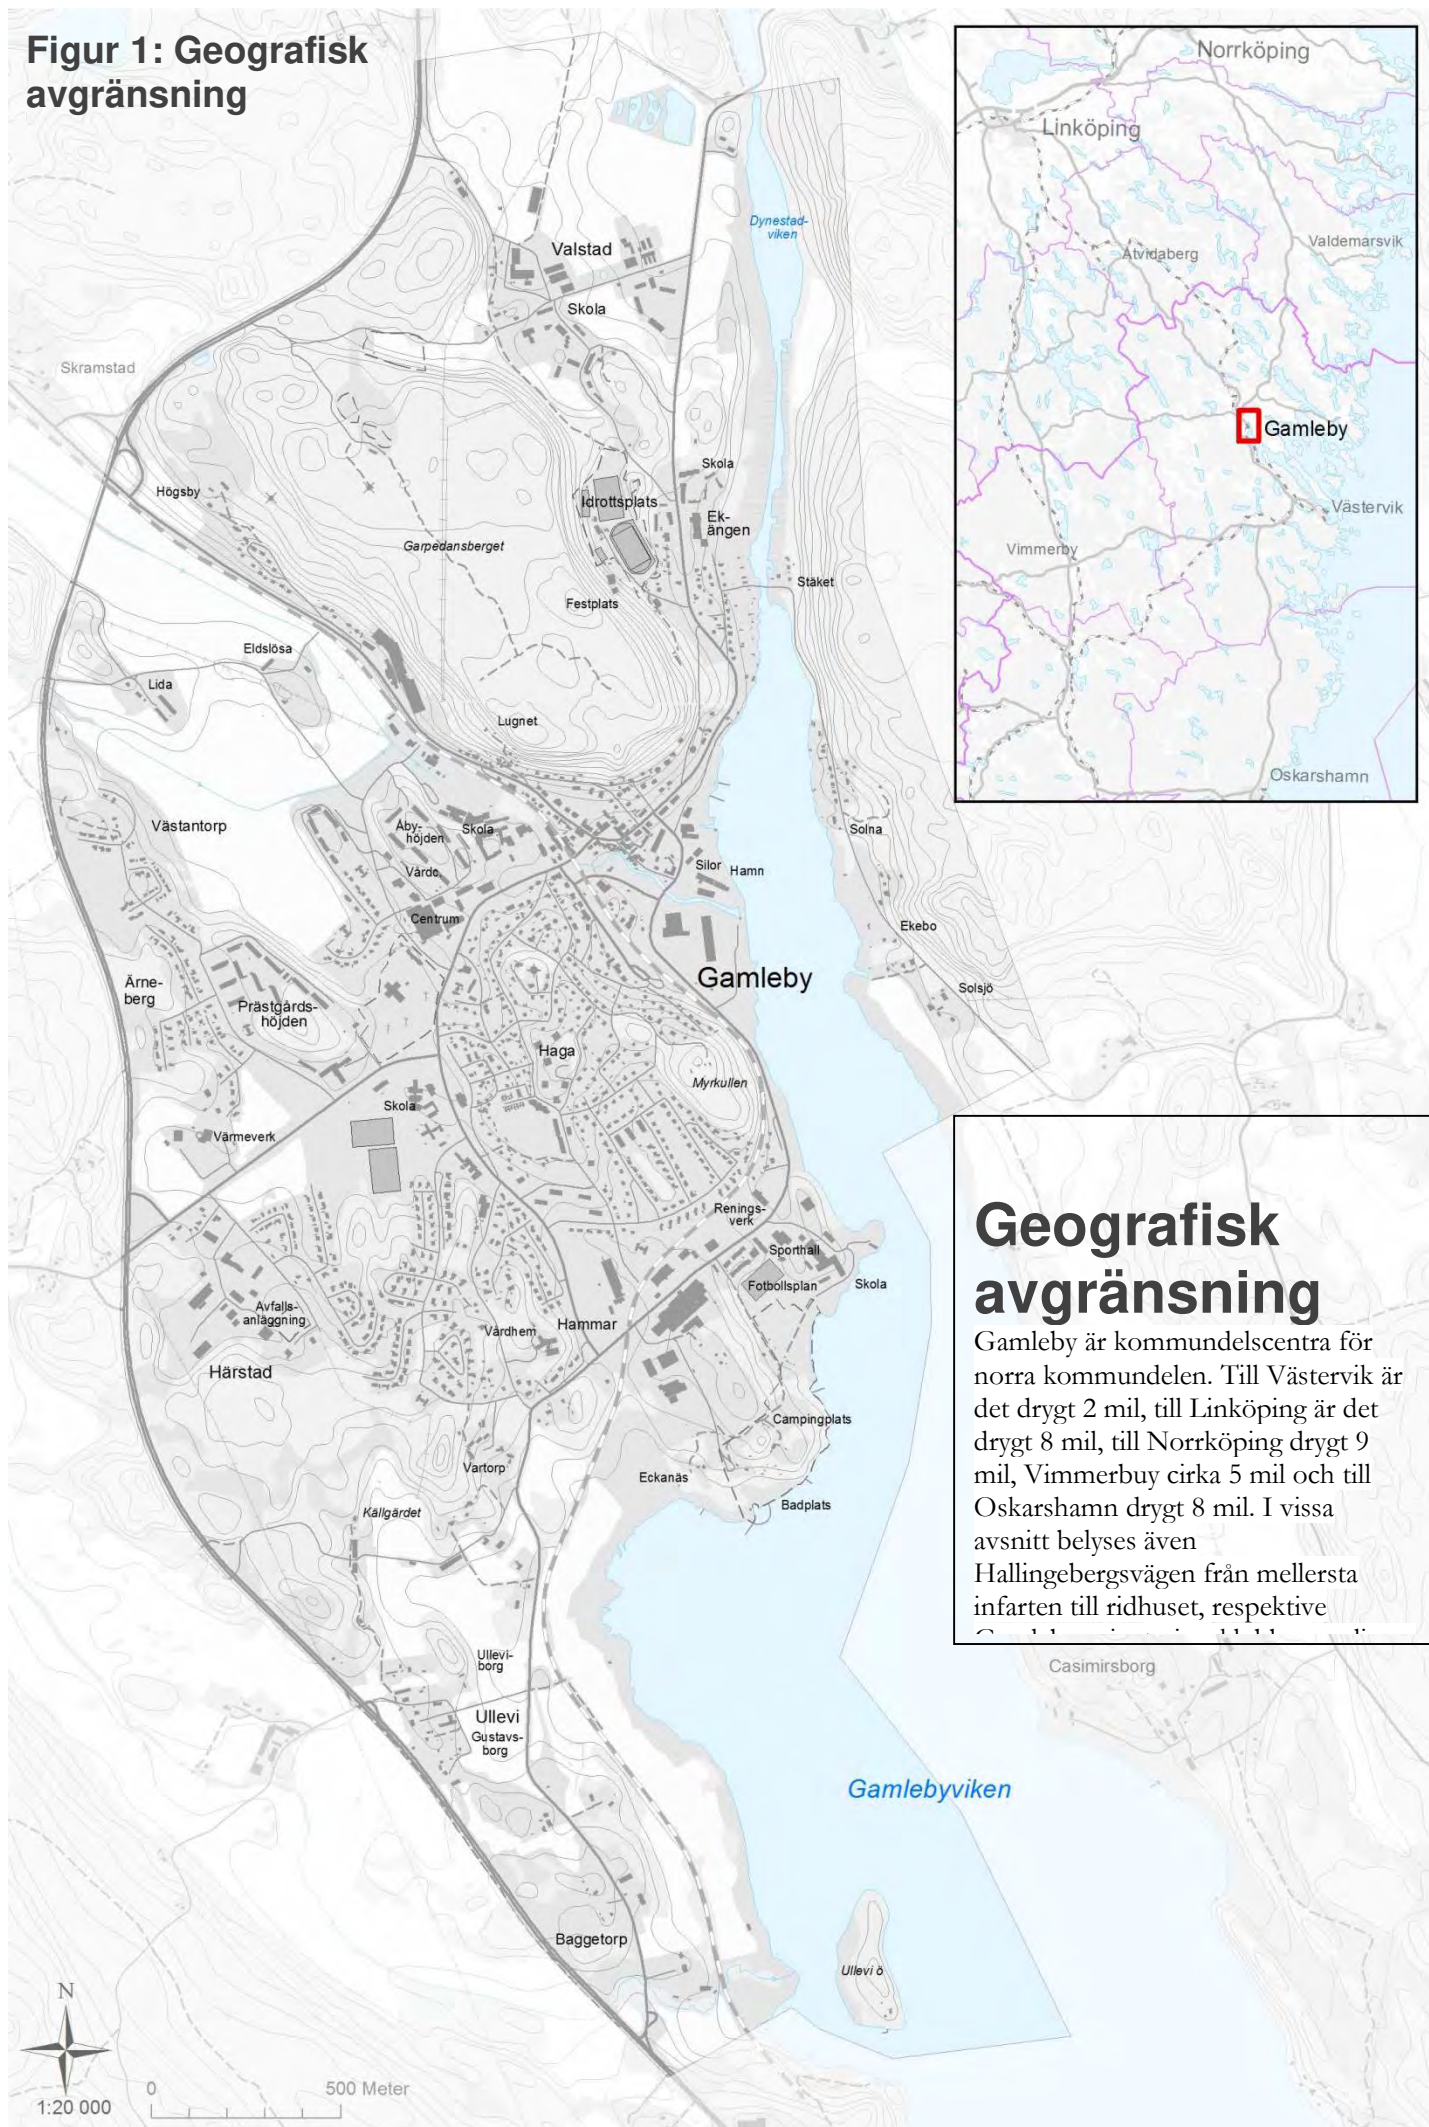 Figur 1: Geografisk
avgränsning
Norrköping
Linköping
Valdemarsvik
Åtvidaberg
Gamleby
Västervik
Vimmerby
Oskarshamn
Dynestad-
viken
Valstad
Skola
Skramstad
Högsby
Skola
Idrottsplats
Ek-
ängen
Garpedansberget
Stäket
Festplats
Eldslösa
Lida
Lugnet
Västantorp
Åby-
höjden
Skola
Solna
Vårdc.
Silor
Hamn
Centrum
Ekebo
Gamleby
Ärne-
berg
Prästgårds-
höjden
Solsjö
Haga
Myrkullen
Skola
Värmeverk
Renings-
verk
Sporthall
Fotbollsplan
Skola
Avfalls-
anläggning
Vårdhem
Hammar
Härstad
Campingplats
Vartorp
Eckanäs
Badplats
Källgärdet
Geografisk
avgränsning
Gamleby är kommundelscentra för
norra kommundelen. Till Västervik är
det drygt 2 mil, till Linköping är det
drygt 8 mil, till Norrköping drygt 9
mil, Vimmerbuy cirka 5 mil och till
Oskarshamn drygt 8 mil. I vissa
avsnitt belyses även
Hallingebergsvägen från mellersta
infarten till ridhuset, respektive
Ullevi-
borg
Casimirsborg
Ullevi
Gustavs-
borg
Gamlebyviken
Baggetorp
Ullevi ö
N
0
500 Meter
1:20 000